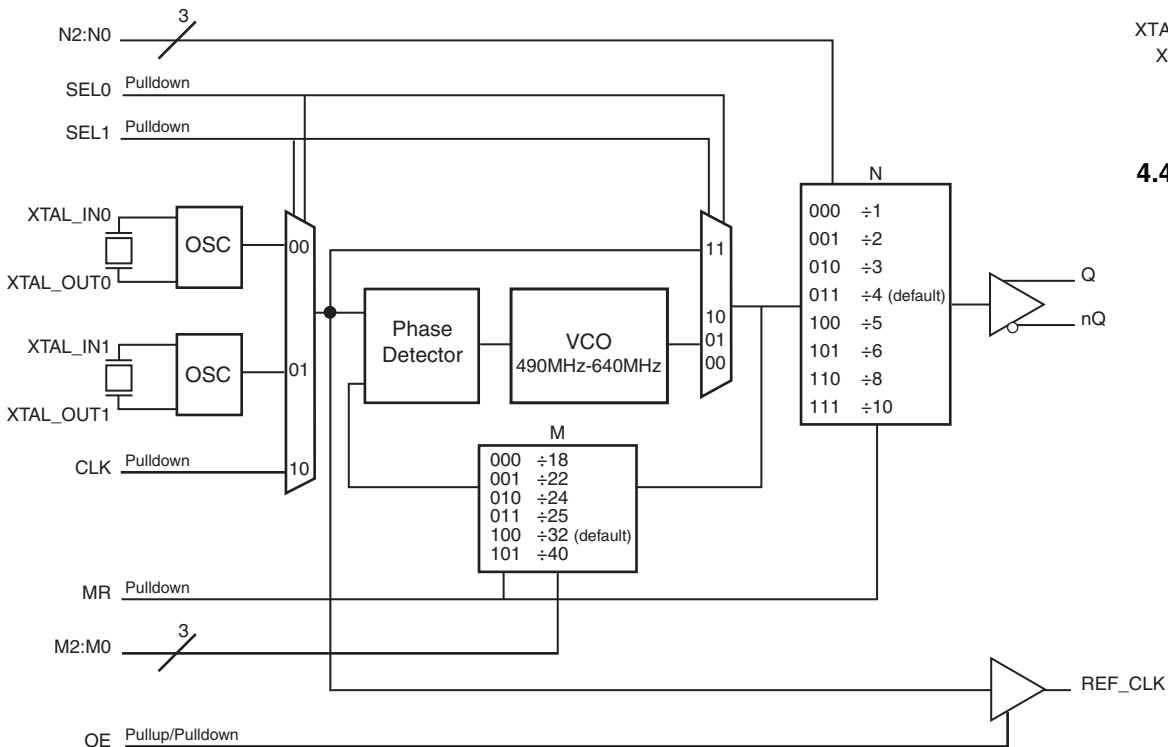 3
N2:N0
SEL0 Pulldown
SEL1 Pulldown
XTAL_IN0
OSC
XTAL_OUT0
XTAL_IN1
OSC
XTAL_OUT1
CLK Pulldown
00
01
10
Phase
Detector
VCO
490MHz-640MHz
11
10
01
00
M
000 ÷18
001 ÷22
010 ÷24
011 ÷25
100 ÷32 (default)
101 ÷40
N
000 ÷1
001 ÷2
010 ÷3
011 ÷4 (default)
100 ÷5
101 ÷6
110 ÷8
111 ÷10
Q
nQ
MR Pulldown
3
M2:M0
REF_CLK
OE Pullup/Pulldown
XTA
X
4.4